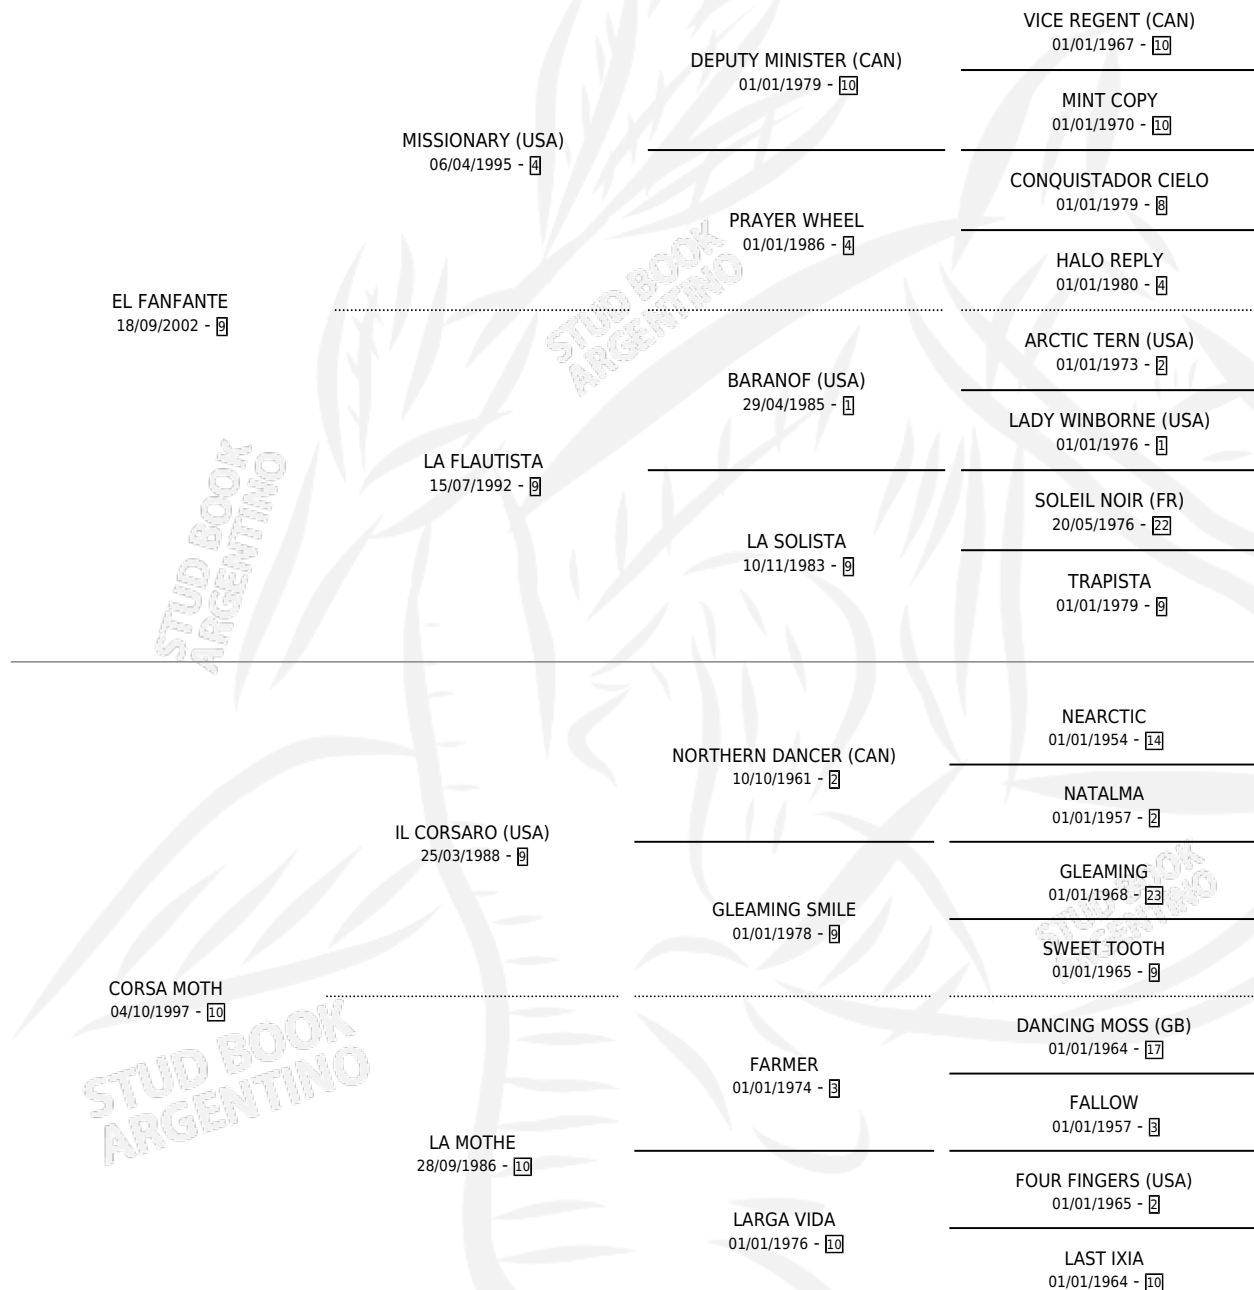 VICE REGENT (CAN)
01/01/1967 - 10
DEPUTY MINISTER (CAN)
01/01/1979 - 10
MINT COPY
01/01/1970 - 10
MISSIONARY (USA)
06/04/1995 - 4
CONQUISTADOR CIELO
01/01/1979 - 8
PRAYER WHEEL
01/01/1986 - 4
HALO REPLY
01/01/1980 - 4
EL FANFANTE
18/09/2002 - 9
ARCTIC TERN (USA)
01/01/1973 - 2
BARANOF (USA)
29/04/1985 - 1
LADY WINBORNE (USA)
01/01/1976 - 1
LA FLAUTISTA
15/07/1992 - 9
SOLEIL NOIR (FR)
20/05/1976 - 22
LA SOLISTA
10/11/1983 - 9
TRAPISTA
01/01/1979 - 9
NEARCTIC
01/01/1954 - 14
NORTHERN DANCER (CAN)
10/10/1961 - 2
NATALMA
01/01/1957 - 2
IL CORSARO (USA)
25/03/1988 - 9
GLEAMING
01/01/1968 - 23
GLEAMING SMILE
01/01/1978 - 9
SWEET TOOTH
01/01/1965 - 9
CORSA MOTH
04/10/1997 - 10
DANCING MOSS (GB)
01/01/1964 - 17
FARMER
01/01/1974 - 3
FALLOW
01/01/1957 - 3
LA MOTHE
28/09/1986 - 10
FOUR FINGERS (USA)
01/01/1965 - 2
LARGA VIDA
01/01/1976 - 10
LAST IXIA
01/01/1964 - 10
STUD BOOK
ARGENTINO
STUD BOOK
ARGENTINO
STUD BOOK
ARGENTINO
STUD BOOK
ARGENTINO